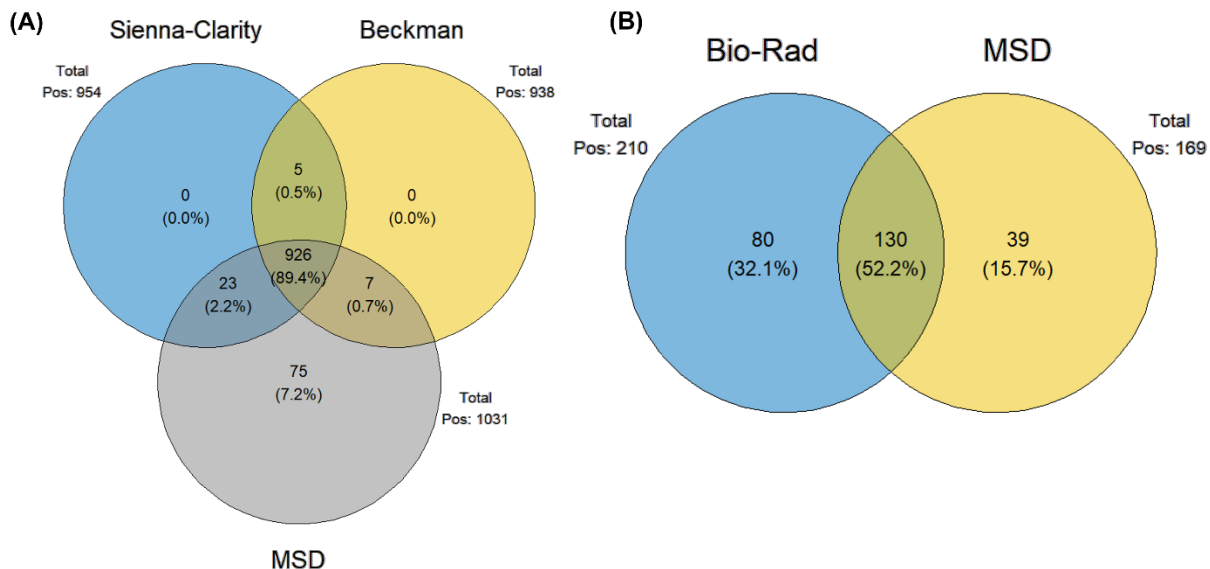 (A)
Sienna-Clarity
Beckman
Total
Pos: 954
Total
Pos: 938
5
(0.5%)
0
(0.0%)
0
(0.0%)
926
(89.4%)
23
(2.2%)
7
(0.7%)
75
(7.2%)
Total
Pos: 1031
MSD
(B)
Bio-Rad
MSD
Total
Pos: 210
Total
Pos: 169
80
(32.1%)
130
(52.2%)
39
(15.7%)